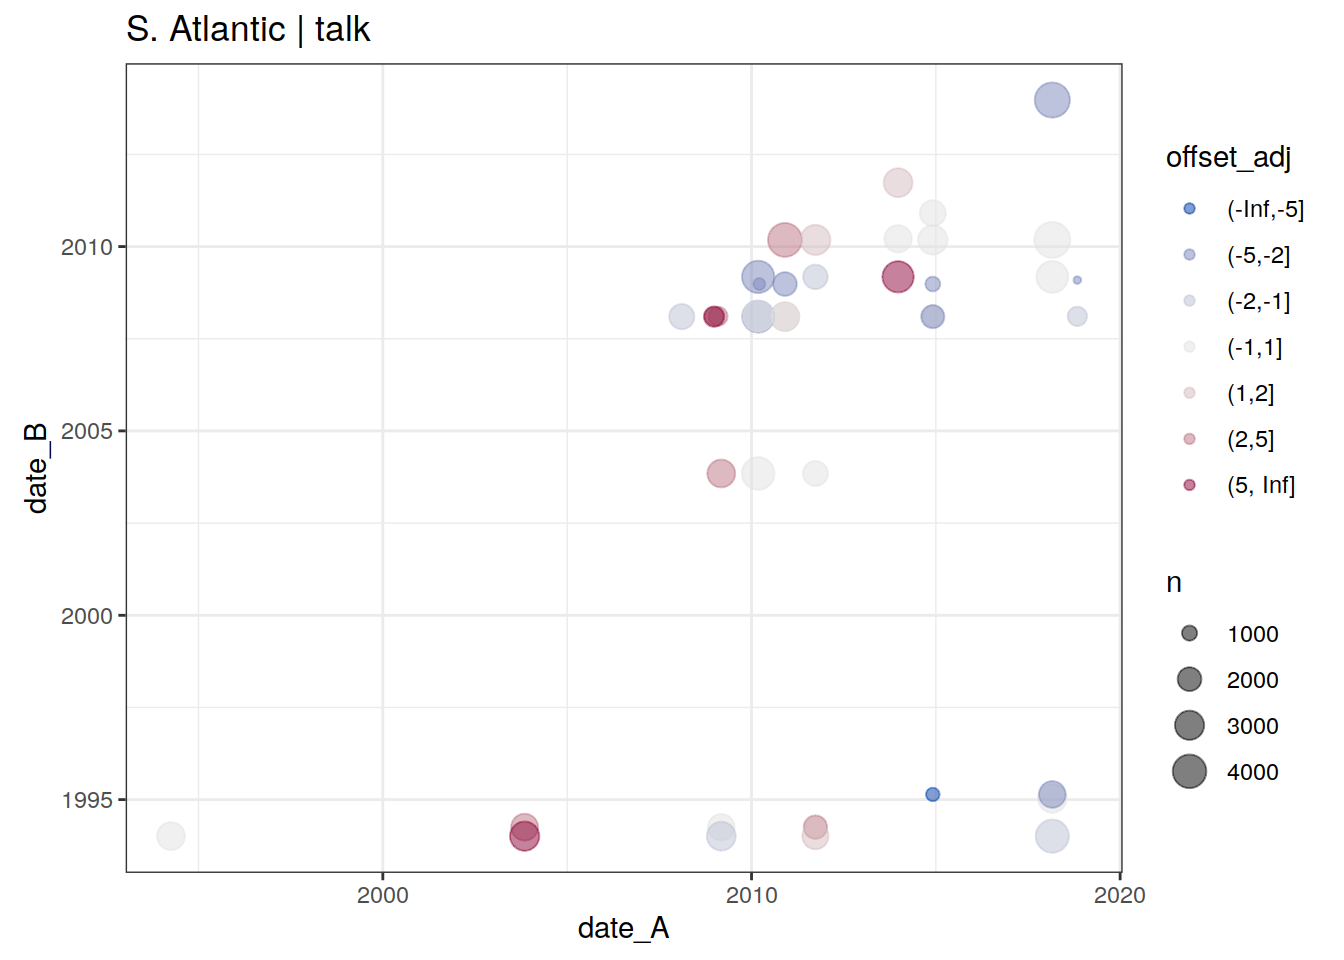 S. Atlantic | talk
offset_adj
(-Inf,-5]
(-5,-2]
(-2,-1]
(-1,1]
(1,2]
(2,5]
(5, Inf]
n
1000
2000
3000
4000
date_B
2010
2005
2000
1995
2000
2010
2020
date_A